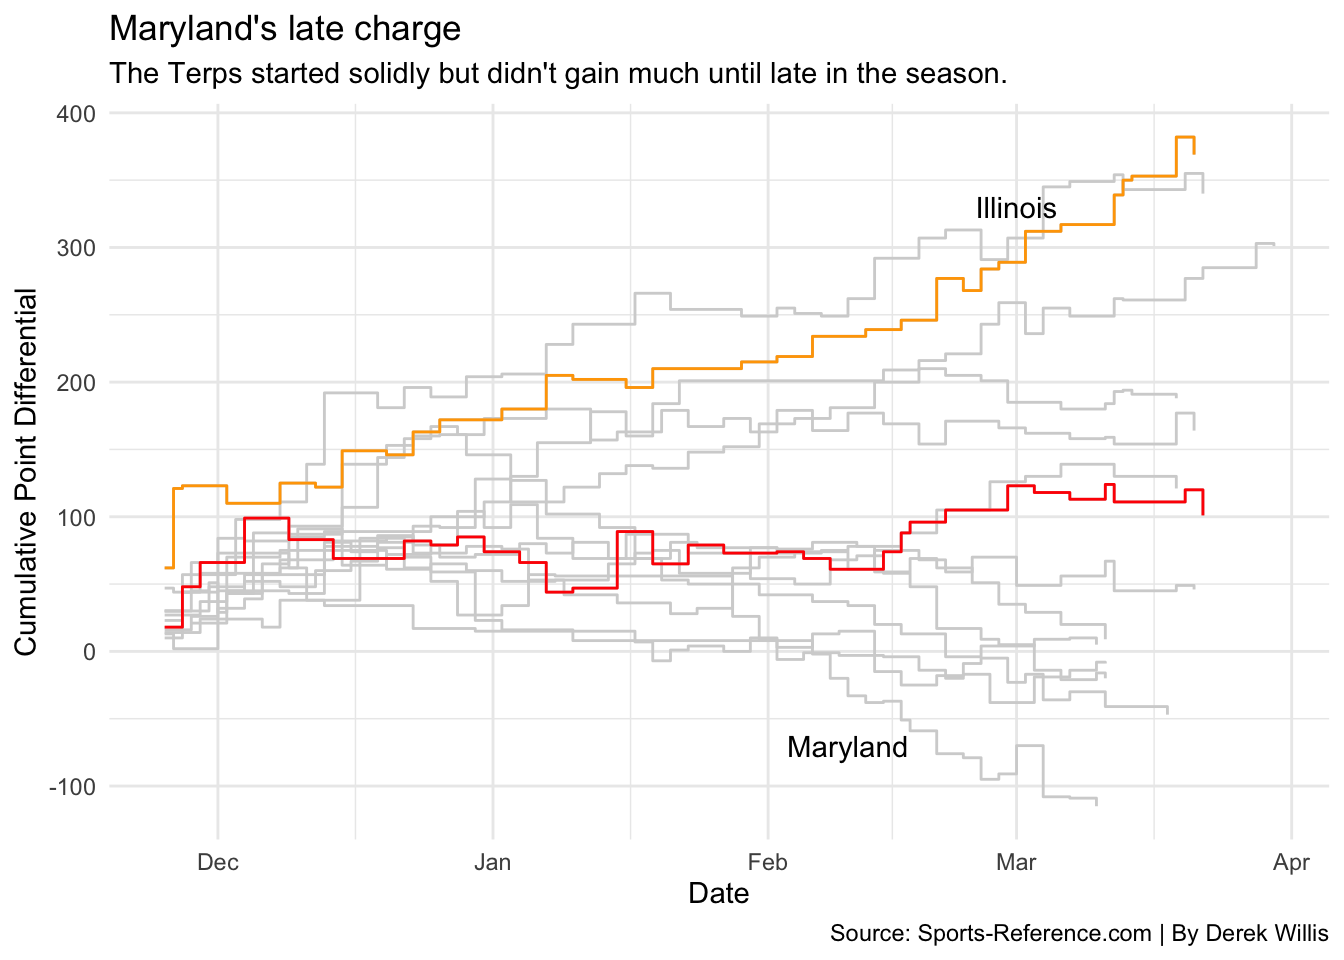 Maryland's late charge
The Terps started solidly but didn't gain much until late in the season.
400
300
200
100
0
-100
Cumulative Point Differential
Illinois
Maryland
Dec
Jan
Feb
Mar
Apr
Date
Source: Sports-Reference.com | By Derek Willis